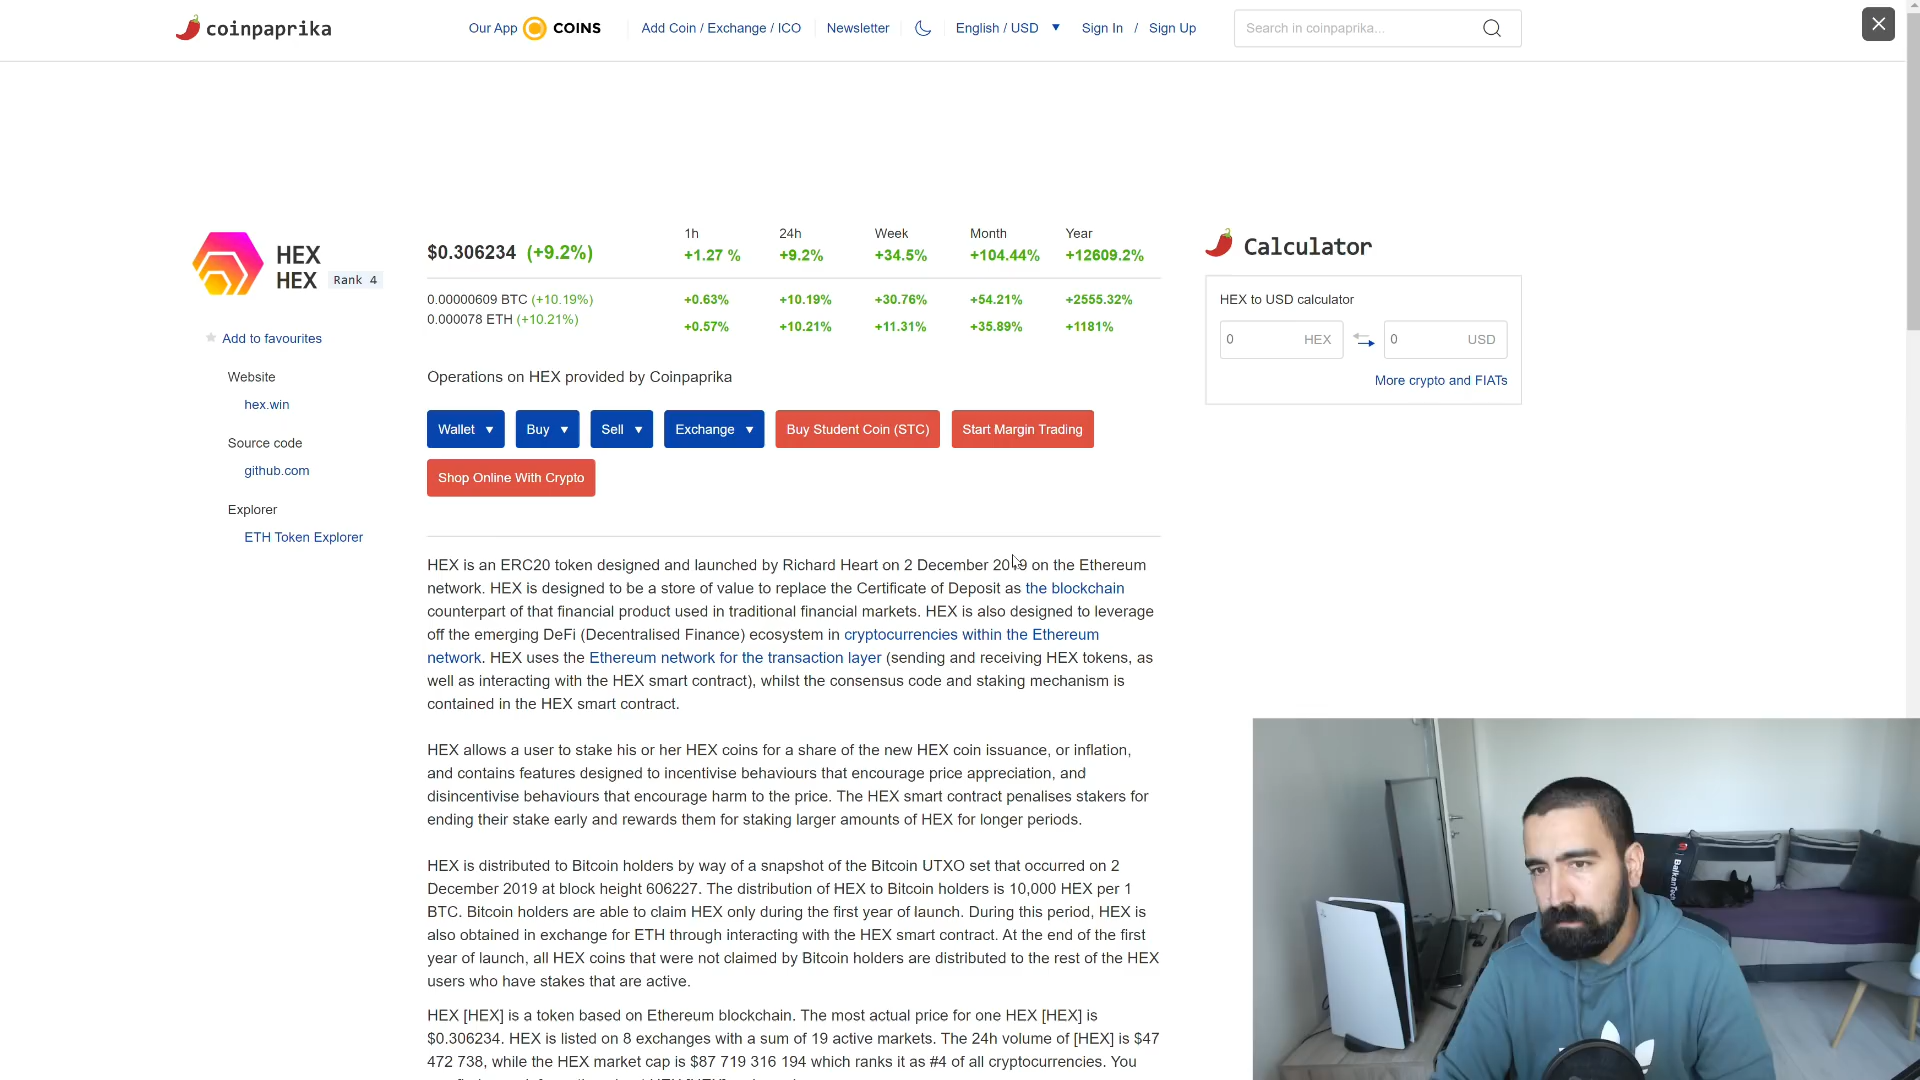 coinpaprika
Our App COINS
Add Coin / Exchange / ICO
Newsletter
English / USD ▼
Sign In / Sign Up
Search in coinpaprika...
HEX
HEX Rank 4
Add to favourites
Website
hex.win
Source code
github.com
Explorer
ETH Token Explorer
$0.306234 (+9.2%)
0.00000609 BTC (+10.19%)
0.000078 ETH (+10.21%)
1h 24h Week Month Year
+1.27 % +9.2% +34.5% +104.44% +12609.2%
+0.63% +10.19% +30.76% +54.21% +2555.32%
+0.57% +10.21% +11.31% +35.89% +1181%
Operations on HEX provided by Coinpaprika
Wallet ▼ Buy ▼ Sell ▼ Exchange ▼ Buy Student Coin (STC) Start Margin Trading
Shop Online With Crypto
HEX is an ERC20 token designed and launched by Richard Heart on 2 December 2019 on the Ethereum
network. HEX is designed to be a store of value to replace the Certificate of Deposit as the blockchain
counterpart of that financial product used in traditional financial markets. HEX is also designed to leverage
off the emerging DeFi (Decentralised Finance) ecosystem in cryptocurrencies within the Ethereum
network. HEX uses the Ethereum network for the transaction layer (sending and receiving HEX tokens, as
well as interacting with the HEX smart contract), whilst the consensus code and staking mechanism is
contained in the HEX smart contract.
HEX allows a user to stake his or her HEX coins for a share of the new HEX coin issuance, or inflation,
and contains features designed to incentivise behaviours that encourage price appreciation, and
disincentivise behaviours that encourage harm to the price. The HEX smart contract penalises stakers for
ending their stake early and rewards them for staking larger amounts of HEX for longer periods.
HEX is distributed to Bitcoin holders by way of a snapshot of the Bitcoin UTXO set that occurred on 2
December 2019 at block height 606227. The distribution of HEX to Bitcoin holders is 10,000 HEX per 1
BTC. Bitcoin holders are able to claim HEX only during the first year of launch. During this period, HEX is
also obtained in exchange for ETH through interacting with the HEX smart contract. At the end of the first
year of launch, all HEX coins that were not claimed by Bitcoin holders are distributed to the rest of the HEX
users who have stakes that are active.
HEX [HEX] is a token based on Ethereum blockchain. The most actual price for one HEX [HEX] is
$0.306234. HEX is listed on 8 exchanges with a sum of 19 active markets. The 24h volume of [HEX] is $47
472 738, while the HEX market cap is $87 719 316 194 which ranks it as #4 of all cryptocurrencies. You
Calculator
HEX to USD calculator
0 HEX 0 USD
More crypto and FIATs
BalkanTech